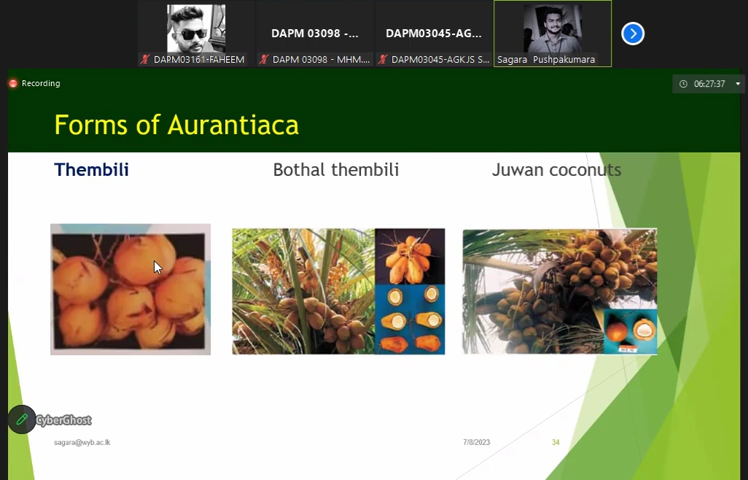 DAPM 03098 -...
DAPM03045-AG...
DARM03161-FAHEEM
DAPM 03098 - MHM....
DAPM03045-AGKJS S...
Sagara Pushpakumara
Recording
06:27:37
Forms of Aurantiaca
Thembili
Bothal thembili
Juwan coconuts
CyberGhost
sagara@wyb.ac.lk
7/8/2023
34